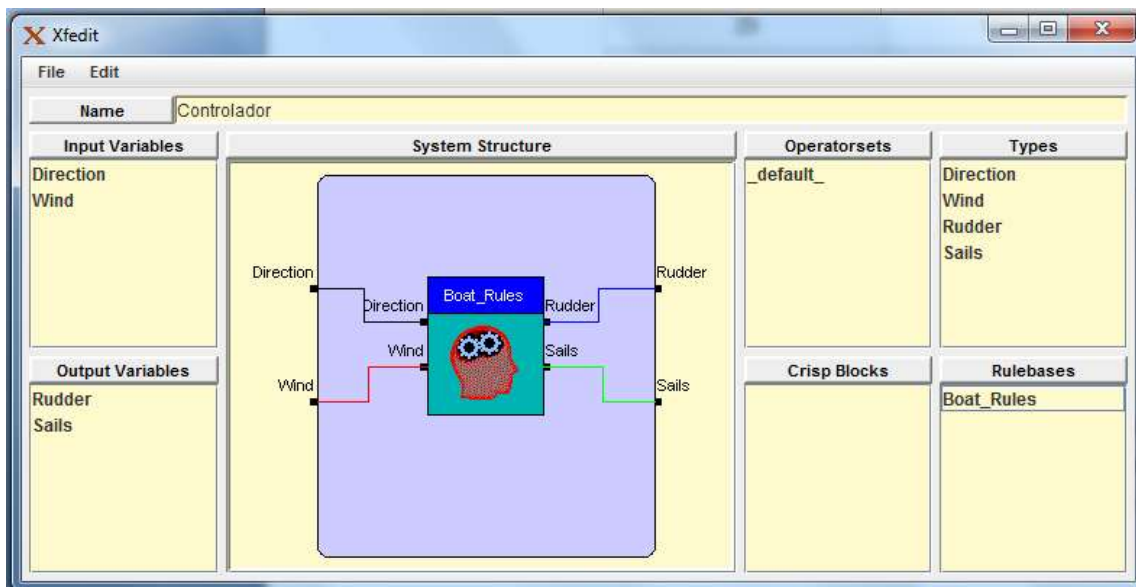 Xfedit
File Edit
Name Controlador
Input Variables
Direction
Wind
System Structure
Direction
Wind
Direction
Wind
Boat_Rules
Rudder
Sails
Rudder
Sails
Operatorsets
_default_
Types
Direction
Wind
Rudder
Sails
Output Variables
Rudder
Sails
Crisp Blocks
Rulebases
Boat_Rules